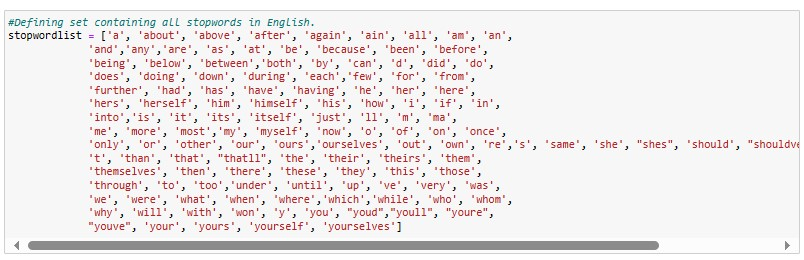 #Defining set containing all stopwords in English.
stopwordlist = ['a', 'about', 'above', 'after', 'again', 'ain', 'all', 'am', 'an',
'and','any','are', 'as', 'at', 'be', 'because', 'been', 'before',
'being', 'below', 'between','both', 'by', 'can', 'd', 'did', 'do',
'does', 'doing', 'down', 'during', 'each','few', 'for', 'from',
'further', 'had', 'has', 'have', 'having', 'he', 'her', 'here',
'hers', 'herself', 'him', 'himself', 'his', 'how', 'i', 'if', 'in',
'into','is', 'it', 'its', 'itself', 'just', 'll', 'm', 'ma',
'me', 'more', 'most','my', 'myself', 'now', 'o', 'of', 'on', 'once',
'only', 'or', 'other', 'our', 'ours','ourselves', 'out', 'own', 're','s', 'same', 'she', "shes", 'should', "shouldve
't', 'than', 'that', "thatll", 'the', 'their', 'theirs', 'them',
'themselves', 'then', 'there', 'these', 'they', 'this', 'those',
'through', 'to', 'too','under', 'until', 'up', 've', 'very', 'was',
'we', 'were', 'what', 'when', 'where','which','while', 'who', 'whom',
'why', 'will', 'with', 'won', 'y', 'you', "youd","youll", "youre",
"youve", 'your', 'yours', 'yourself', 'yourselves']